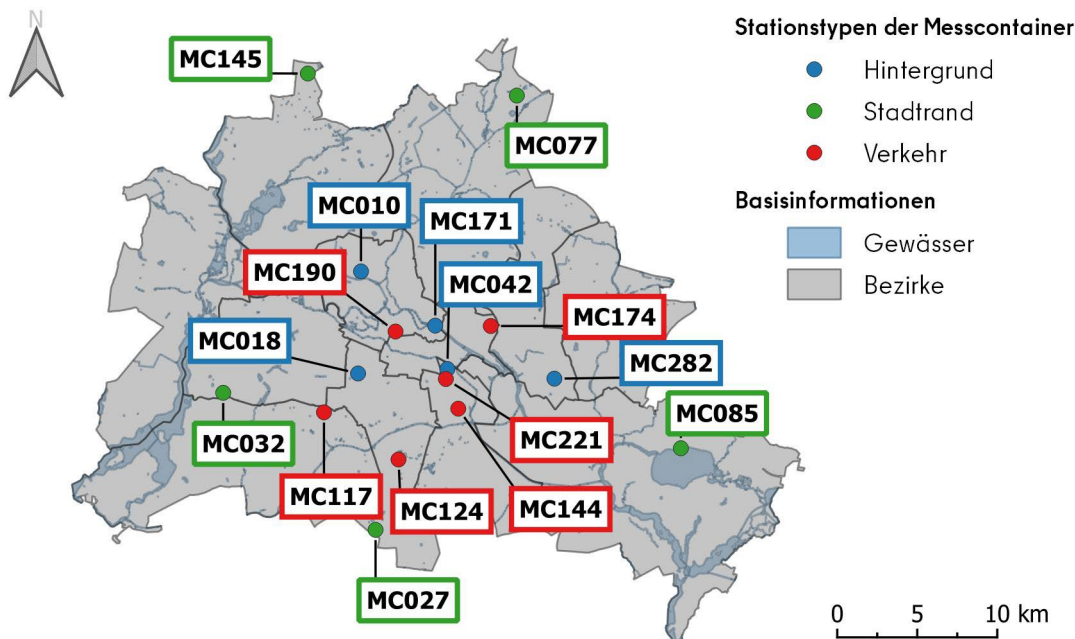 N
MC145
MC077
MC010
MC171
MC190
MC042
MC174
MC018
MC282
MC085
MC032
MC221
MC117
MC124
MC144
MC027
Stationstypen der Messcontainer
Hintergrund
Stadtrand
Verkehr
Basisinformationen
Gewässer
Bezirke
0 5 10 km